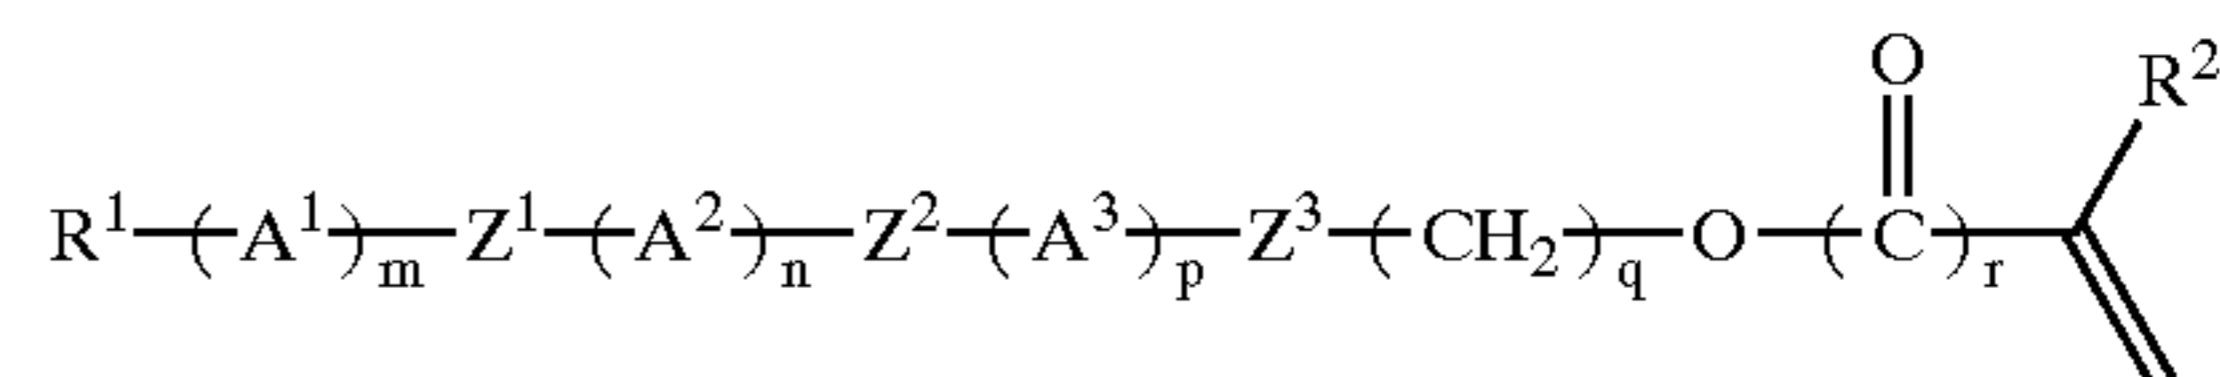 O
R²
R¹—(A¹)ₘ—Z¹—(A²)ₙ—Z²—(A³)ₚ—Z³—(CH₂)q—O—(C)ᵣ